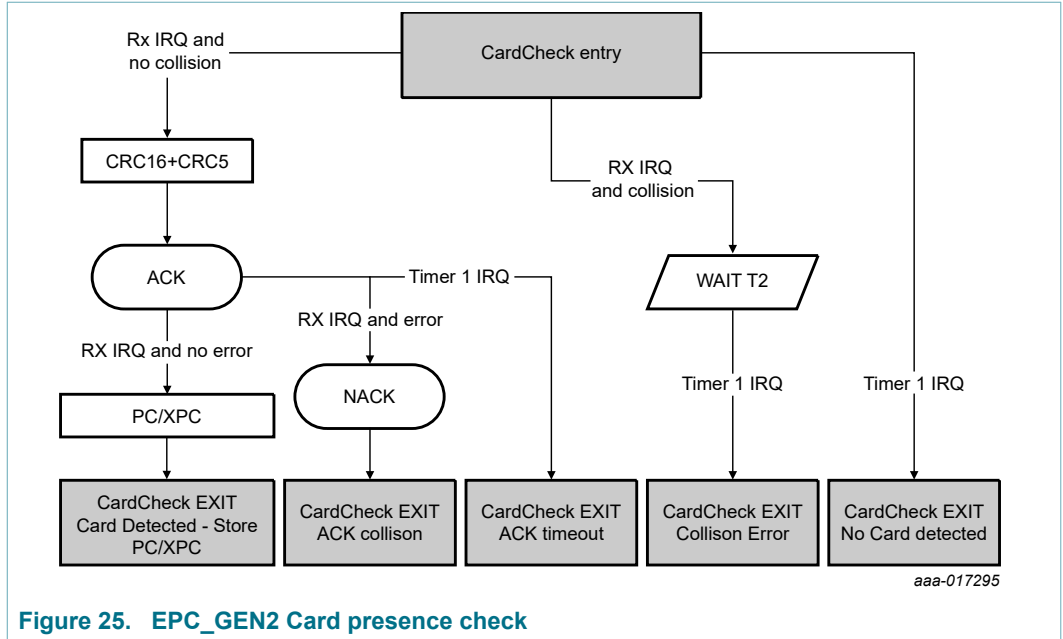 Rx IRQ and
no collision
CardCheck entry
CRC16+CRC5
RX IRQ
and collision
ACK
Timer 1 IRQ
WAIT T2
RX IRQ and error
RX IRQ and no error
NACK
Timer 1 IRQ
Timer 1 IRQ
PC/XPC
CardCheck EXIT
Card Detected - Store
PC/XPC
CardCheck EXIT
ACK collison
CardCheck EXIT
ACK timeout
CardCheck EXIT
Collison Error
CardCheck EXIT
No Card detected
aaa-017295
Figure 25. EPC_GEN2 Card presence check